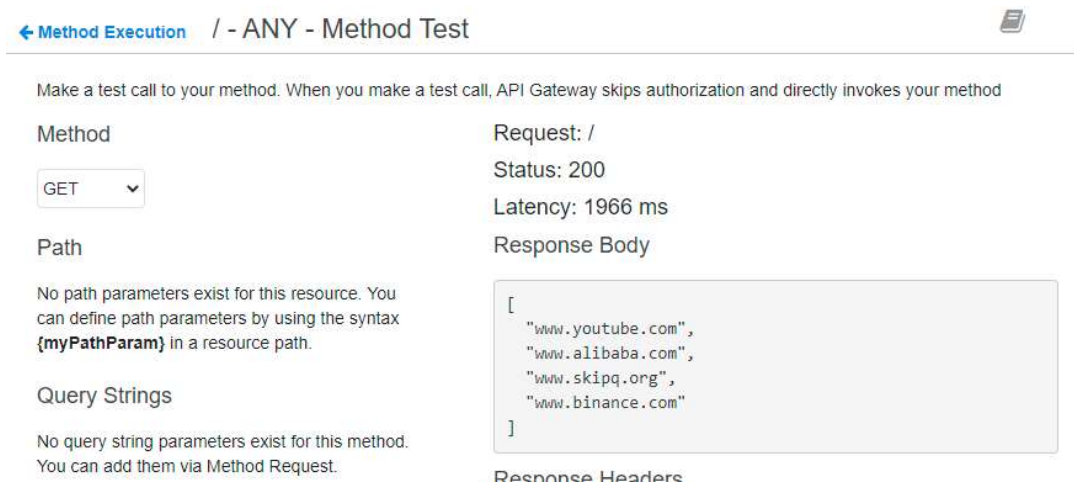 ← Method Execution / - ANY - Method Test
Make a test call to your method. When you make a test call, API Gateway skips authorization and directly invokes your method
Method
GET
Path
No path parameters exist for this resource. You
can define path parameters by using the syntax
{myPathParam} in a resource path.
Query Strings
No query string parameters exist for this method.
You can add them via Method Request.
Request: /
Status: 200
Latency: 1966 ms
Response Body
[
"www.youtube.com",
"www.alibaba.com",
"www.skipq.org",
"www.binance.com"
]
Response Headers